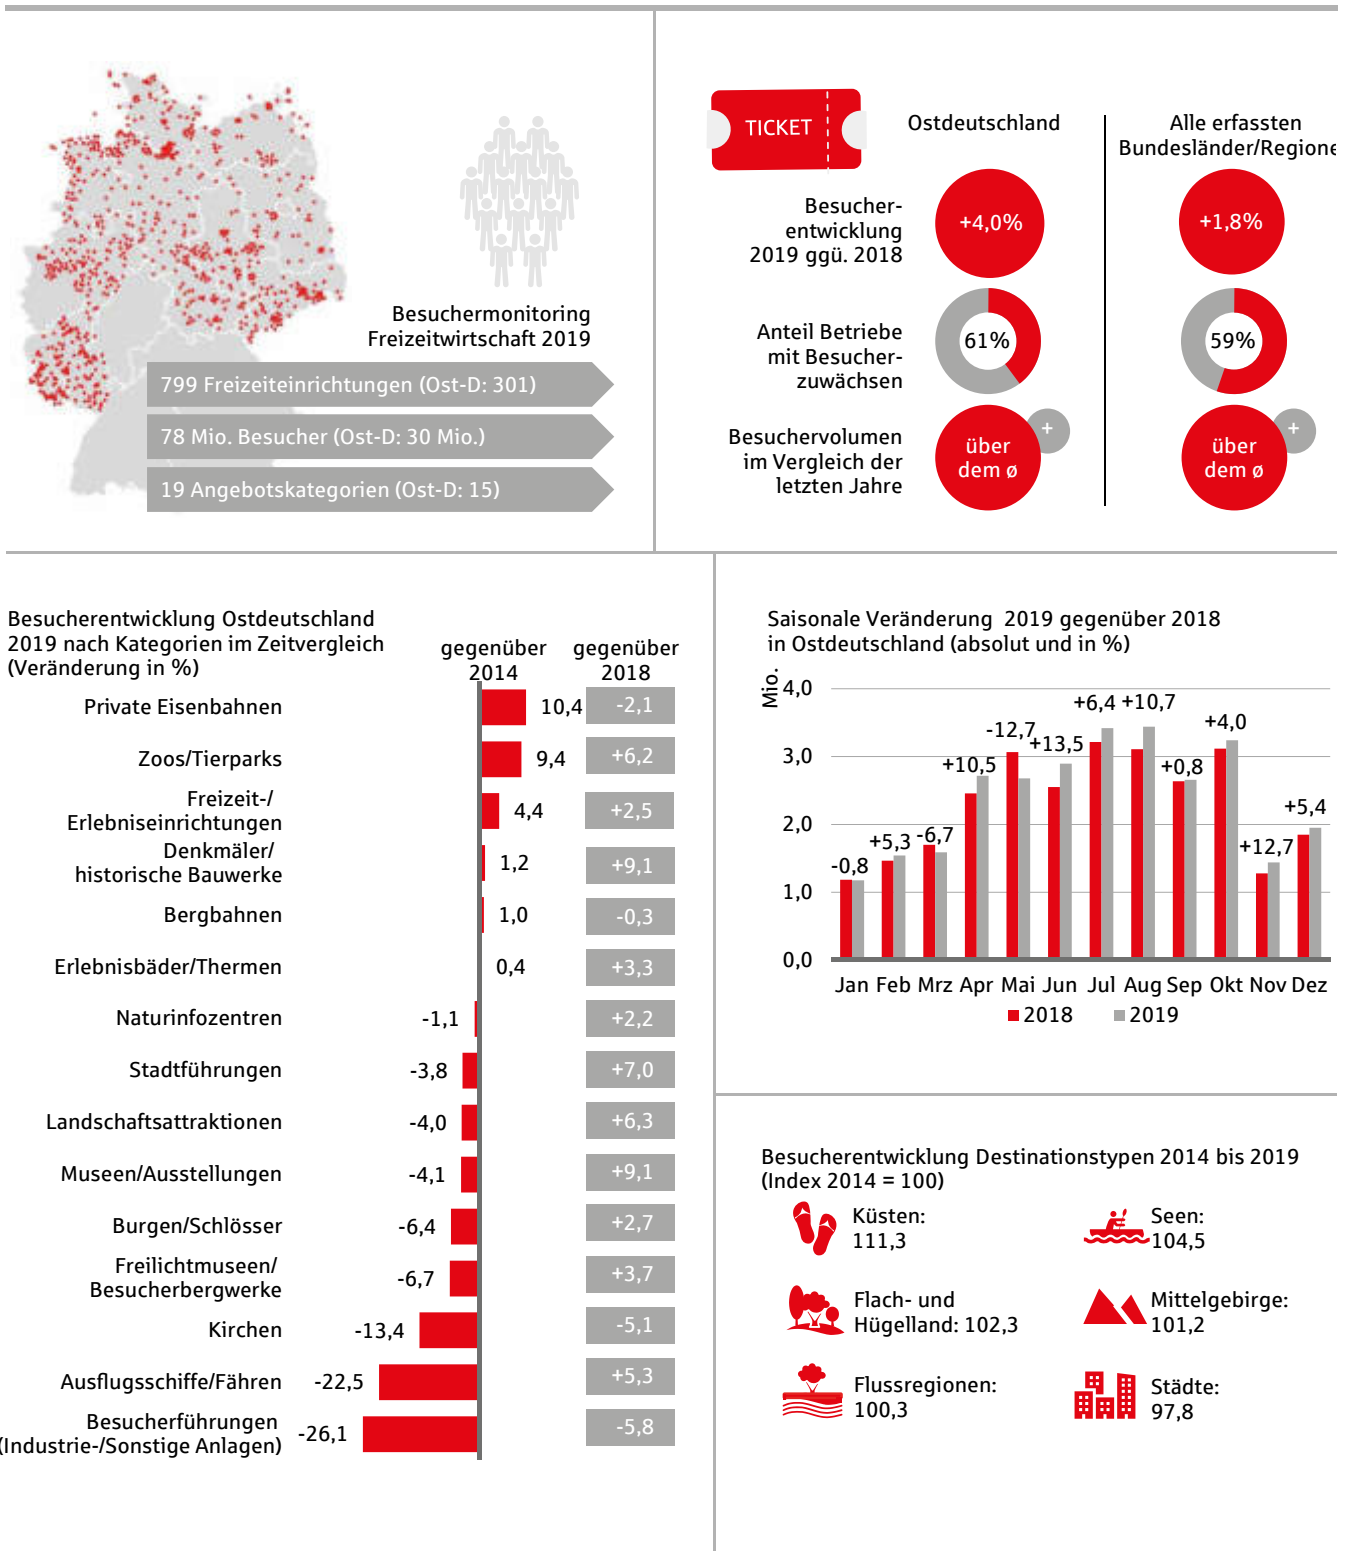 Besuchermonitoring
Freizeitwirtschaft 2019
799 Freizeiteinrichtungen (Ost-D: 301)
78 Mio. Besucher (Ost-D: 30 Mio.)
19 Angebotskategorien (Ost-D: 15)
TICKET
Ostdeutschland
Alle erfassten
Bundesländer/Regione
Besucher-
entwicklung
2019 ggü. 2018
+4,0%
+1,8%
Anteil Betriebe
mit Besucher-
zuwächsen
61%
59%
Besuchervolumen
im Vergleich der
letzten Jahre
über
dem ø
+
über
dem ø
+
Besucherentwicklung Ostdeutschland
2019 nach Kategorien im Zeitvergleich
(Veränderung in %)
gegenüber
2014
gegenüber
2018
Private Eisenbahnen
10,4
-2,1
Zoos/Tierparks
9,4
+6,2
Freizeit-/
Erlebniseinrichtungen
4,4
+2,5
Denkmäler/
historische Bauwerke
1,2
+9,1
Bergbahnen
1,0
-0,3
Erlebnisbäder/Thermen
0,4
+3,3
Naturinfozentren
-1,1
+2,2
Stadtführungen
-3,8
+7,0
Landschaftsattraktionen
-4,0
+6,3
Museen/Ausstellungen
-4,1
+9,1
Burgen/Schlösser
-6,4
+2,7
Freilichtmuseen/
Besucherbergwerke
-6,7
+3,7
Kirchen
-13,4
-5,1
Ausflugsschiffe/Fähren
-22,5
+5,3
Besucherführungen
(Industrie-/Sonstige Anlagen)
-26,1
-5,8
Saisonale Veränderung 2019 gegenüber 2018
in Ostdeutschland (absolut und in %)
Mio.
4,0
3,0
2,0
1,0
0,0
-0,8
+5,3
-6,7
+10,5
-12,7
+13,5
+6,4
+10,7
+0,8
+4,0
+12,7
+5,4
Jan Feb Mrz Apr Mai Jun Jul Aug Sep Okt Nov Dez
2018 2019
Besucherentwicklung Destinationstypen 2014 bis 2019
(Index 2014 = 100)
Küsten:
111,3
Seen:
104,5
Flach- und
Hügelland: 102,3
Mittelgebirge:
101,2
Flussregionen:
100,3
Städte:
97,8